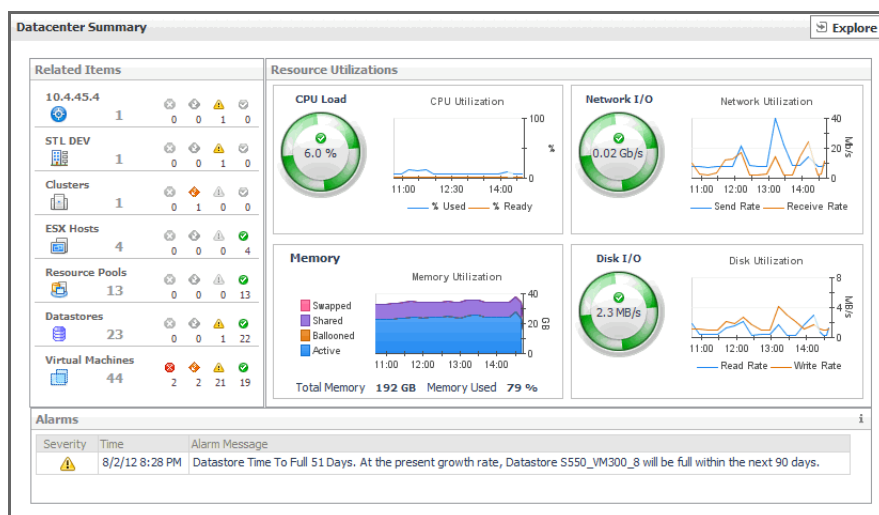 Datacenter Summary
Explore
Related Items
10.4.45.4
1
0 0 1 0
STL DEV
1
0 0 1 0
Clusters
1
0 1 0 0
ESX Hosts
4
0 0 0 4
Resource Pools
13
0 0 0 13
Datastores
23
0 0 1 22
Virtual Machines
44
2 2 21 19
Resource Utilizations
CPU Load
6.0 %
CPU Utilization
100
%
0
11:00 12:30 14:00
% Used % Ready
Network I/O
0.02 Gb/s
Network Utilization
40
20
0
Mb/s
11:00 12:00 13:00 14:00
Send Rate Receive Rate
Memory
Memory Utilization
Swapped
Shared
Ballooned
Active
40
20
0
GB
11:00 12:00 13:00 14:00
Total Memory 192 GB Memory Used 79 %
Disk I/O
2.3 MB/s
Disk Utilization
8
4
0
MB/s
11:00 12:00 13:00 14:00
Read Rate Write Rate
Alarms
i
Severity Time Alarm Message
8/2/12 8:28 PM Datastore Time To Full 51 Days. At the present growth rate, Datastore S550_VM300_8 will be full within the next 90 days.